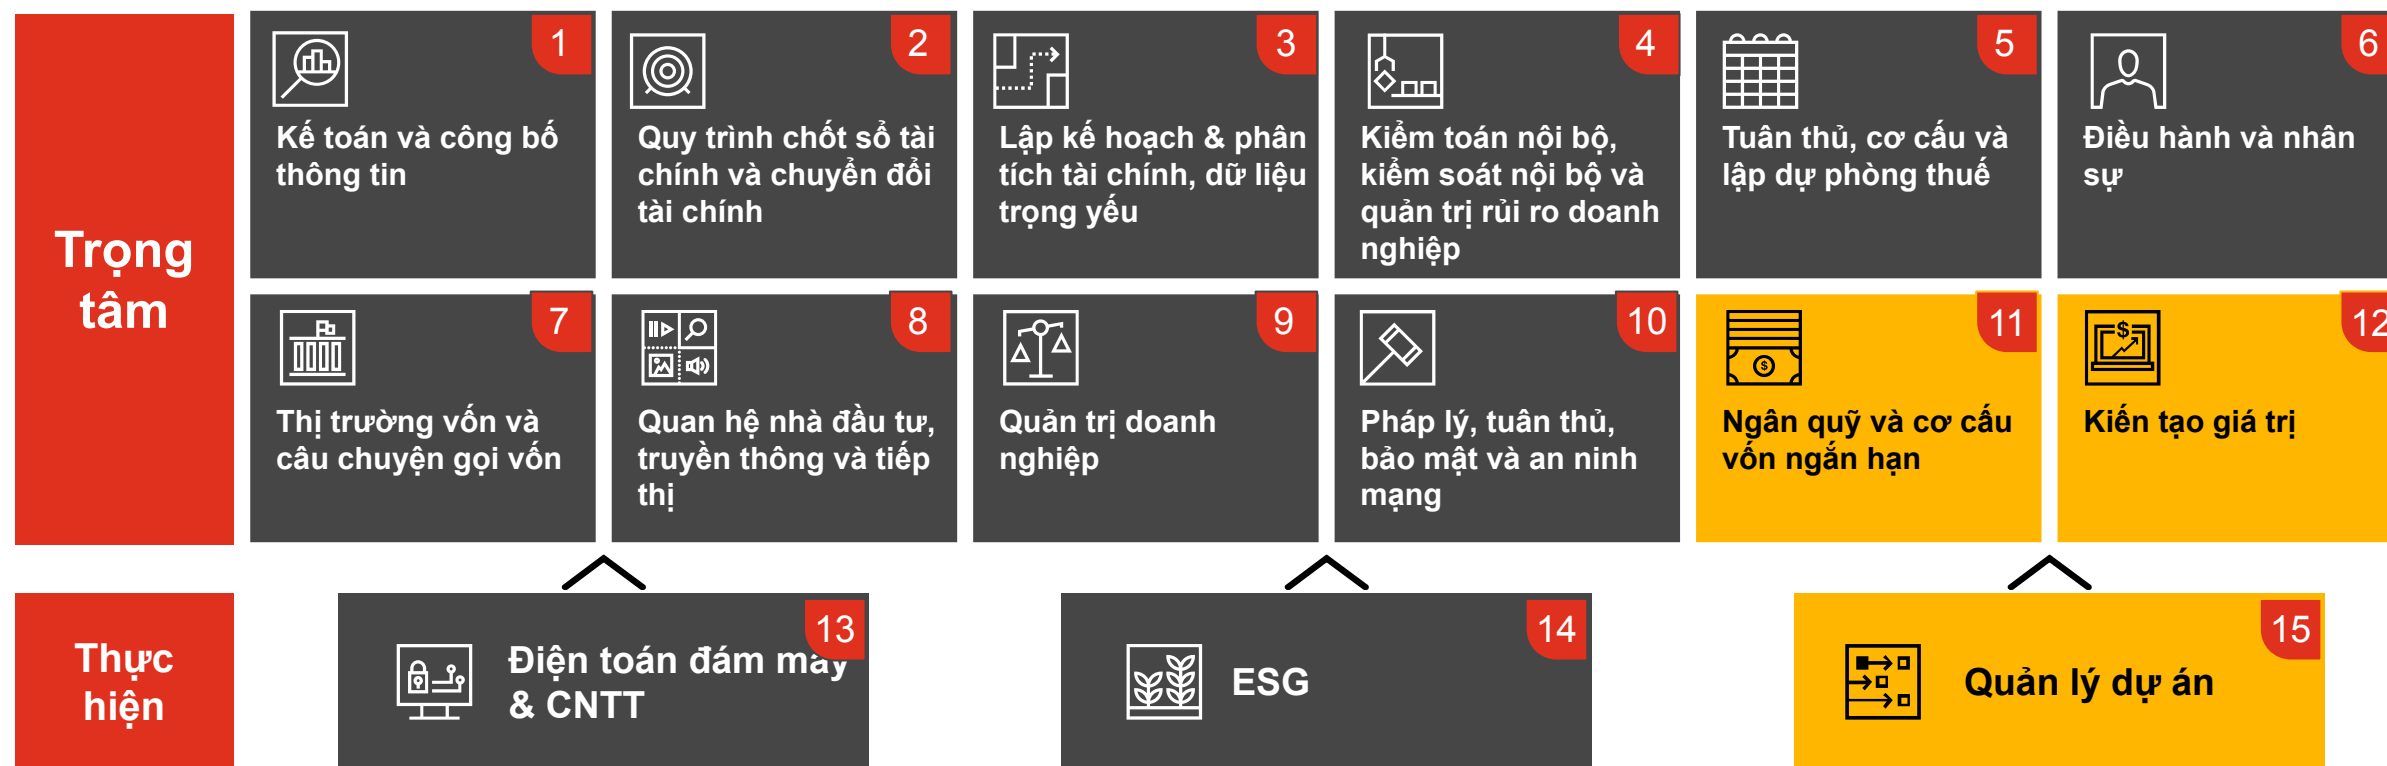 Trọng
tâm
1
Kế toán và công bố
thông tin
2
Quy trình chốt sổ tài
chính và chuyển đổi
tài chính
3
Lập kế hoạch & phân
tích tài chính, dữ liệu
trọng yếu
4
Kiểm toán nội bộ,
kiểm soát nội bộ và
quản trị rủi ro doanh
nghiệp
5
Tuân thủ, cơ cấu và
lập dự phòng thuế
6
Điều hành và nhân
sự
7
Thị trường vốn và
câu chuyện gọi vốn
8
Quan hệ nhà đầu tư,
truyền thông và tiếp
thị
9
Quản trị doanh
nghiệp
10
Pháp lý, tuân thủ,
bảo mật và an ninh
mạng
11
Ngân quỹ và cơ cấu
vốn ngắn hạn
12
Kiến tạo giá trị
Thực
hiện
13
Điện toán đám mây
& CNTT
14
ESG
15
Quản lý dự án